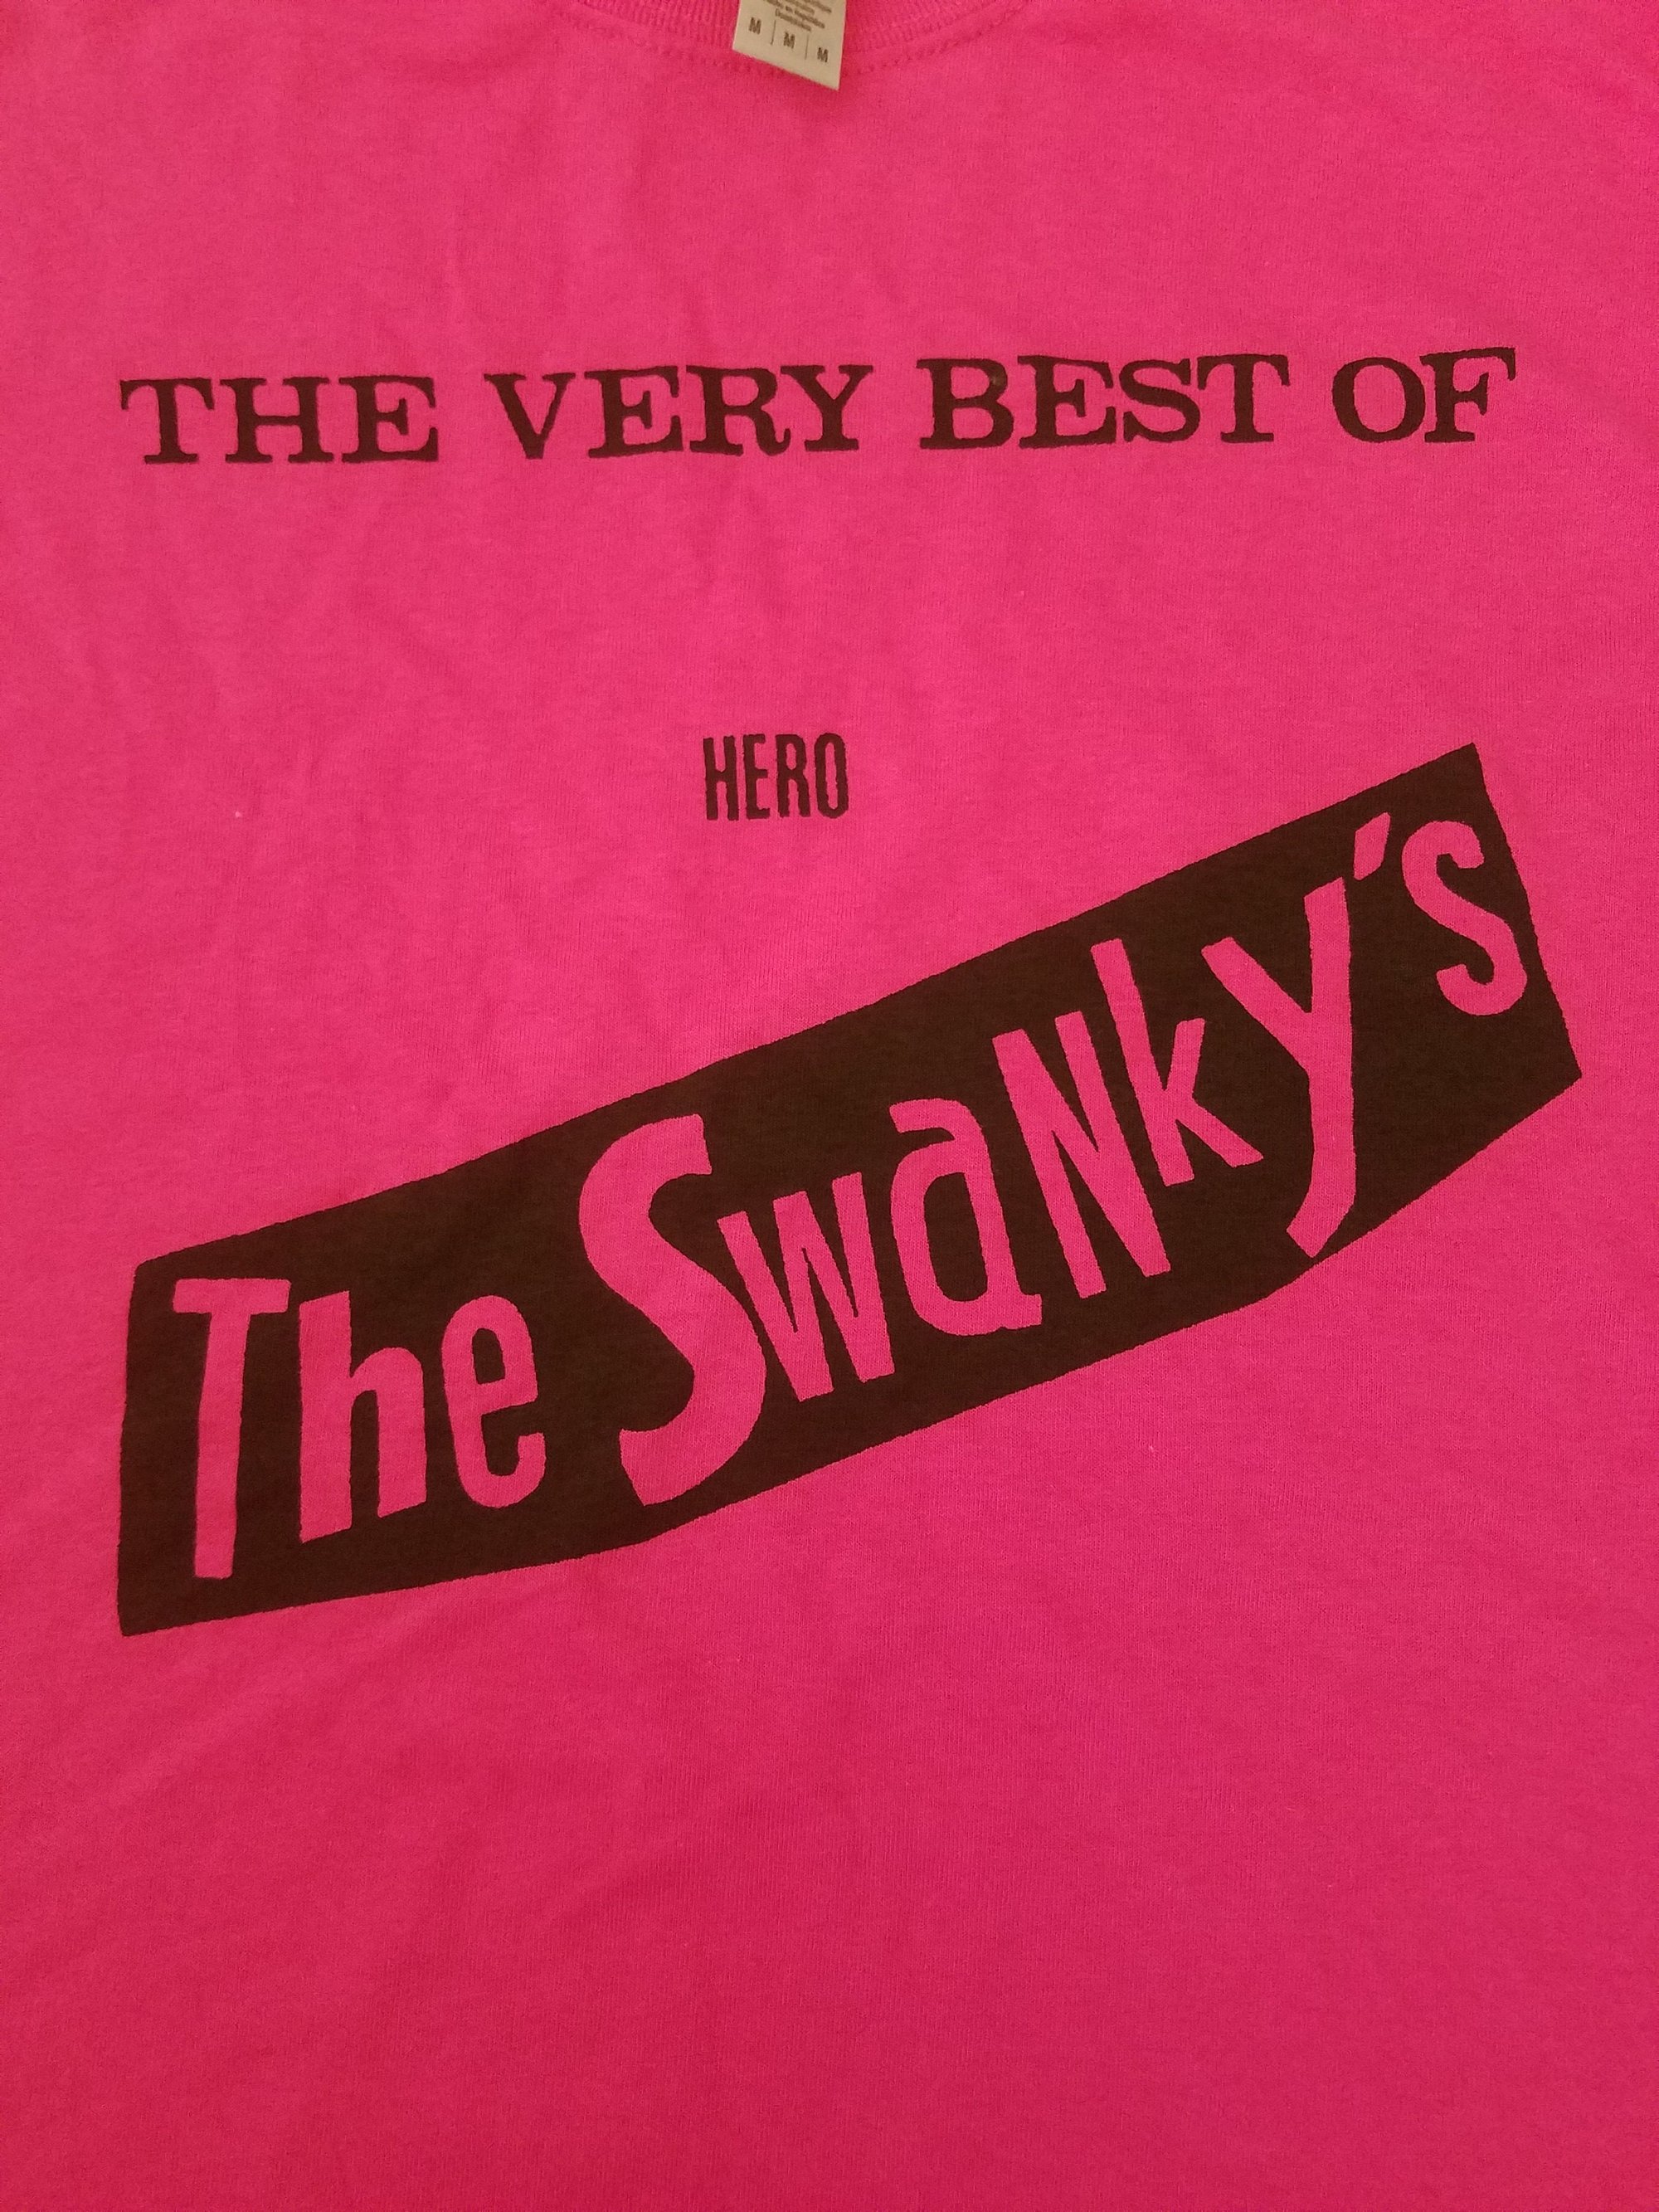 M | M | M
THE VERY BEST OF
HERO
The SwaNky's